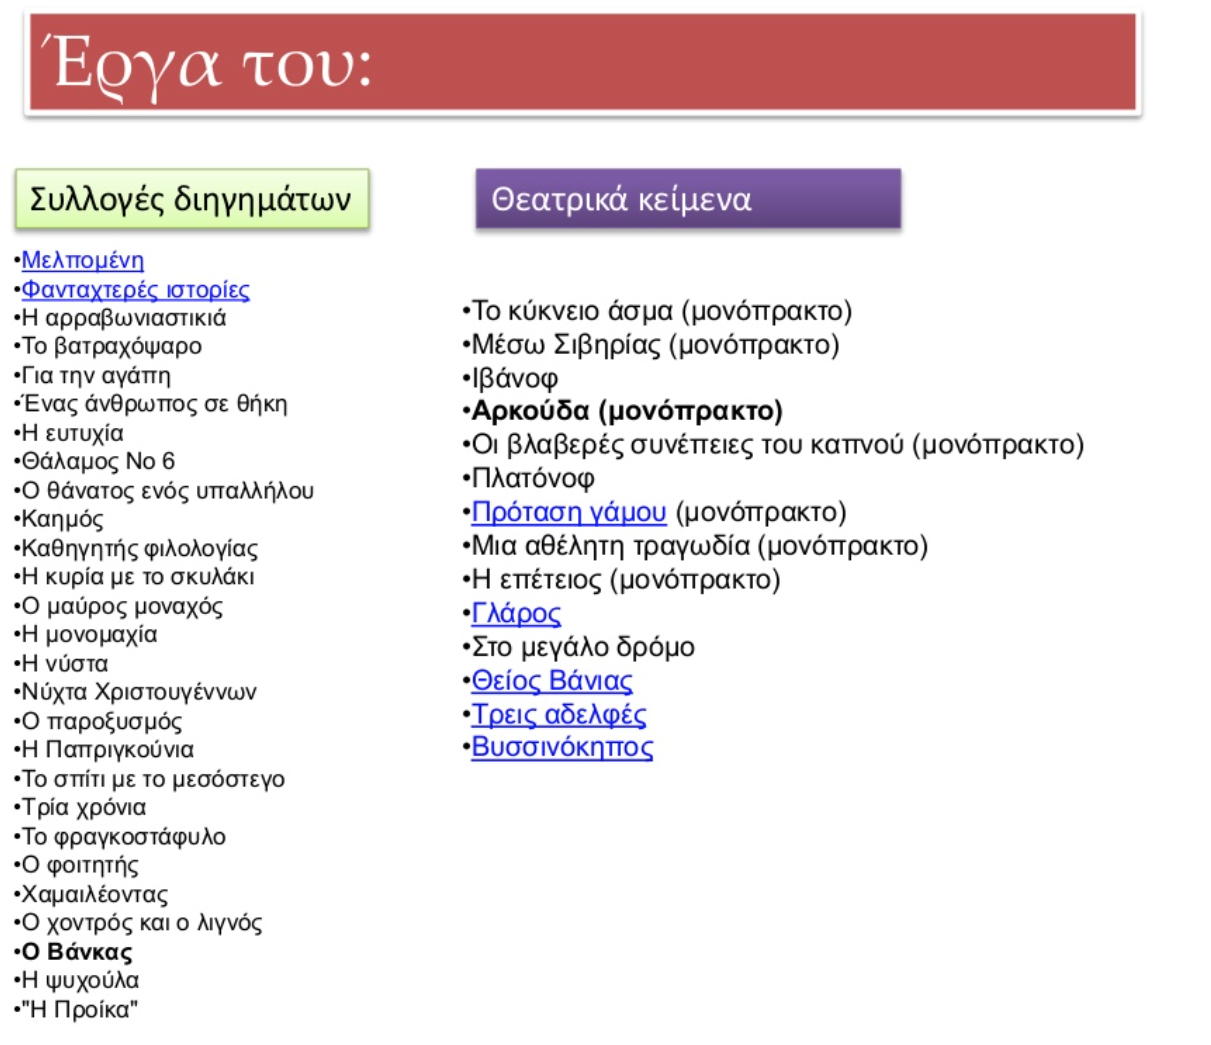 Έργα του:
Συλλογές διηγημάτων
•Μελπομένη
•Φανταχτερές ιστορίες
•Η αρραβωνιαστικιά
•Το βατραχόψαρο
•Για την αγάπη
•Ένας άνθρωπος σε θήκη
•Η ευτυχία
•Θάλαμος Νο 6
•Ο θάνατος ενός υπαλλήλου
•Καημός
•Καθηγητής φιλολογίας
•Η κυρία με το σκυλάκι
•Ο μαύρος μοναχός
•Η μονομαχία
•Η νύστα
•Νύχτα Χριστουγέννων
•Ο παροξυσμός
•Η Παπριγκούνια
•Το σπίτι με το μεσόστεγο
•Τρία χρόνια
•Το φραγκοστάφυλο
•Ο φοιτητής
•Χαμαιλέοντας
•Ο χοντρός και ο λιγνός
•Ο Βάνκας
•Η ψυχούλα
•"Η Προίκα"
Θεατρικά κείμενα
•Το κύκνειο άσμα (μονόπρακτο)
•Μέσω Σιβηρίας (μονόπρακτο)
•Ιβάνοφ
•Αρκούδα (μονόπρακτο)
•Οι βλαβερές συνέπειες του καπνού (μονόπρακτο)
•Πλατόνοφ
•Πρόταση γάμου (μονόπρακτο)
•Μια αθέλητη τραγωδία (μονόπρακτο)
•Η επέτειος (μονόπρακτο)
•Γλάρος
•Στο μεγάλο δρόμο
•Θείος Βάνιας
•Τρεις αδελφές
•Βυσσινόκηπος